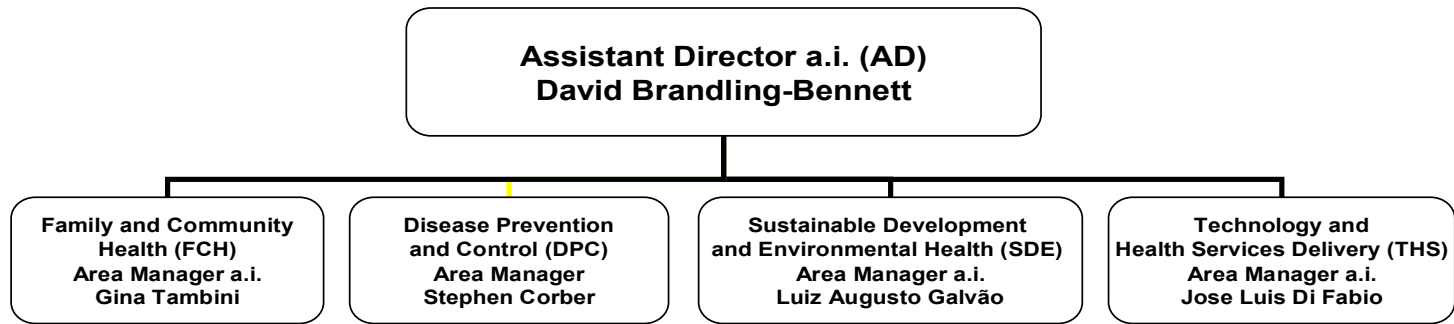 Assistant Director a.i. (AD)
David Brandling-Bennett
Family and Community
Health (FCH)
Area Manager a.i.
Gina Tambini
Disease Prevention
and Control (DPC)
Area Manager
Stephen Corber
Sustainable Development
and Environmental Health (SDE)
Area Manager a.i.
Luiz Augusto Galvão
Technology and
Health Services Delivery (THS)
Area Manager a.i.
Jose Luis Di Fabio